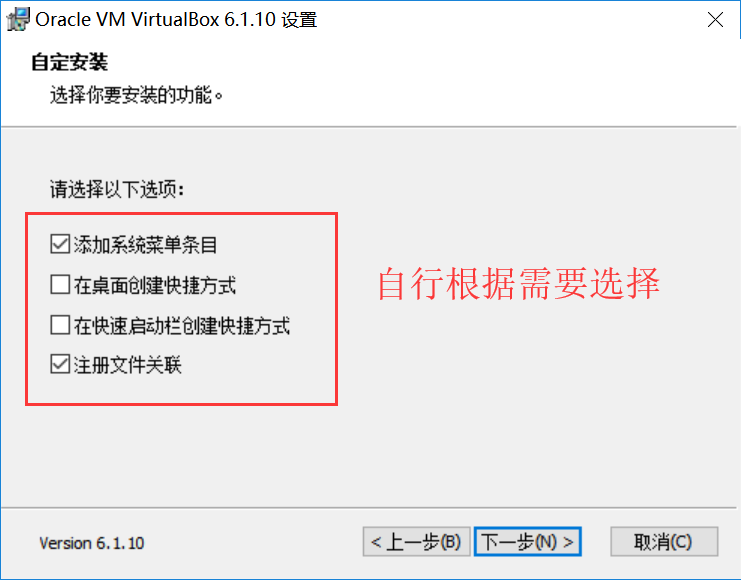 Oracle VM VirtualBox 6.1.10 设置
自定安装
选择你要安装的功能。
请选择以下选项:
添加系统菜单条目
在桌面创建快捷方式
自行根据需要选择
在快速启动栏创建快捷方式
注册文件关联
Version 6.1.10
< 上一步(B)
下一步(N) >
取消(C)